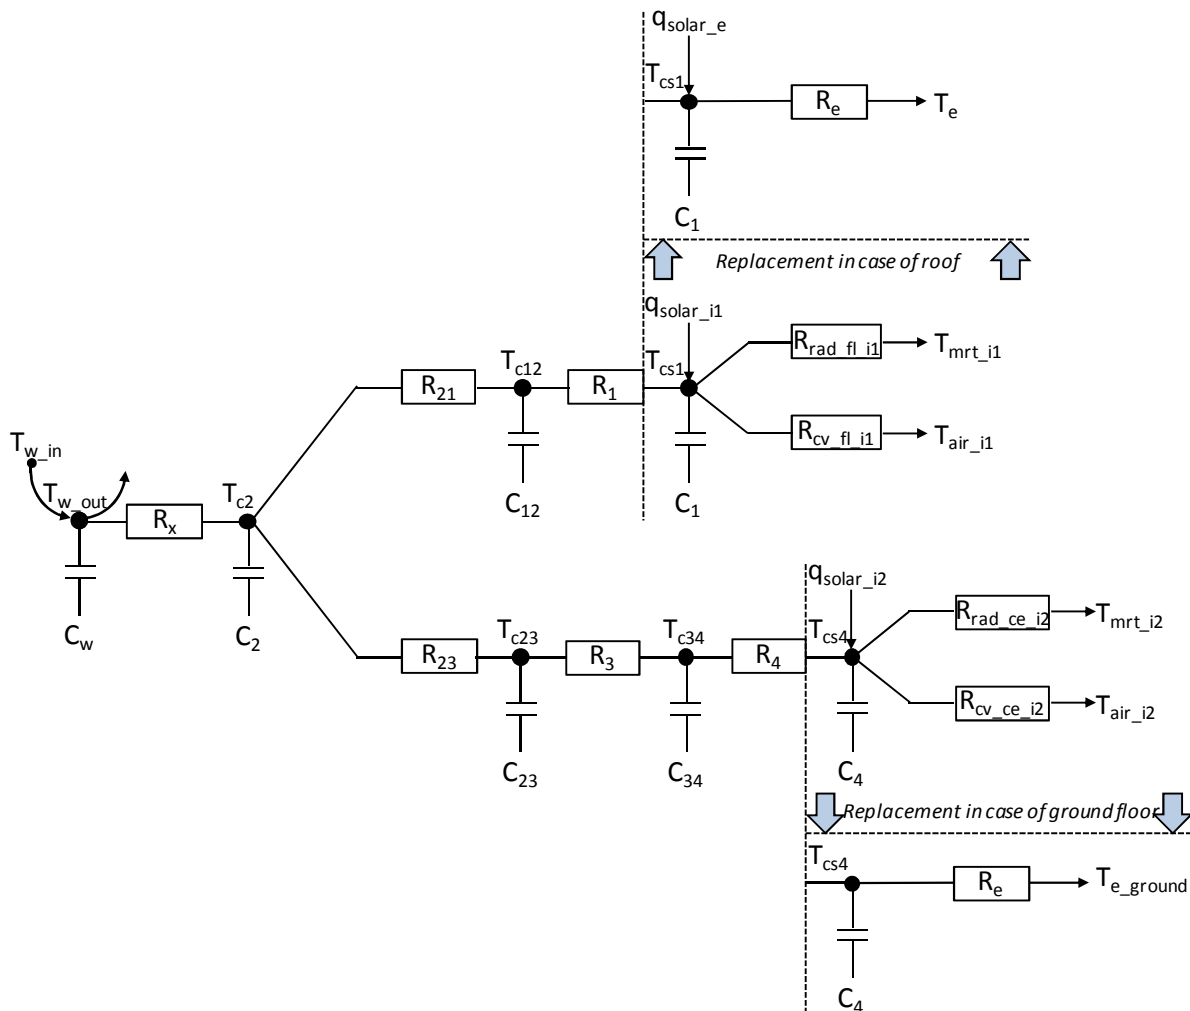 q_solar_e
T_cs1
R_e
T_e
C_1
Replacement in case of roof
q_solar_i1
R_rad_fl_i1
T_mrt_i1
T_c12
T_cs1
R_21
R_1
R_cv_fl_i1
T_air_i1
T_w_in
T_w_out
T_c2
C_12
C_1
R_x
q_solar_i2
R_rad_ce_i2
T_mrt_i2
C_w
C_2
T_c23
T_c34
T_cs4
R_23
R_3
R_4
R_cv_ce_i2
T_air_i2
C_23
C_34
C_4
Replacement in case of ground floor
T_cs4
R_e
T_e_ground
C_4